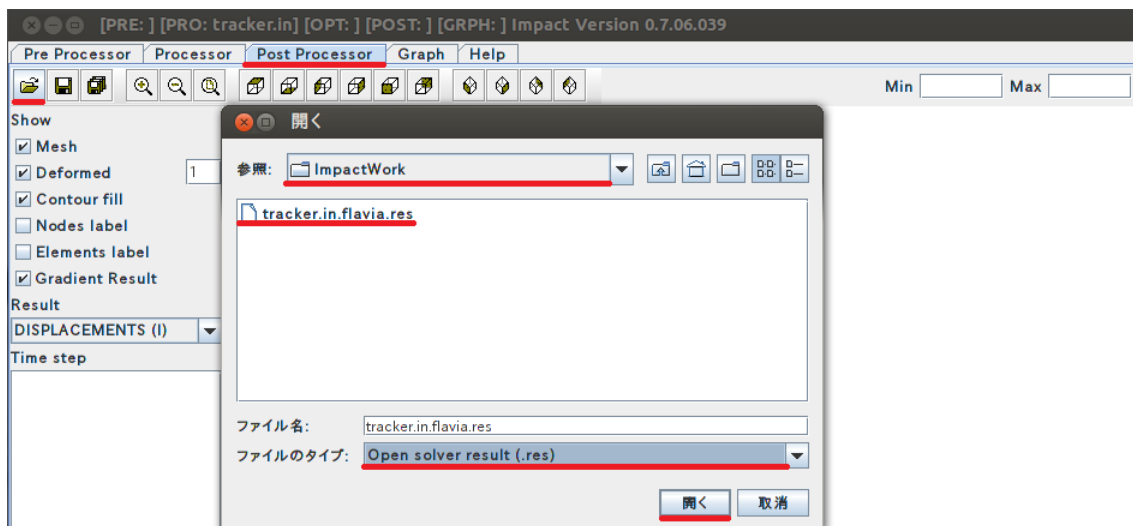 [PRE: ] [PRO: tracker.in] [OPT: ] [POST: ] [GRPH: ] Impact Version 0.7.06.039
Pre Processor Processor Post Processor Graph Help
Min Max
Show
Mesh
Deformed 1
Contour fill
Nodes label
Elements label
Gradient Result
Result
DISPLACEMENTS (I)
Time step
開く
参照: ImpactWork
tracker.in.flavia.res
ファイル名: tracker.in.flavia.res
ファイルのタイプ: Open solver result (.res)
開く 取消